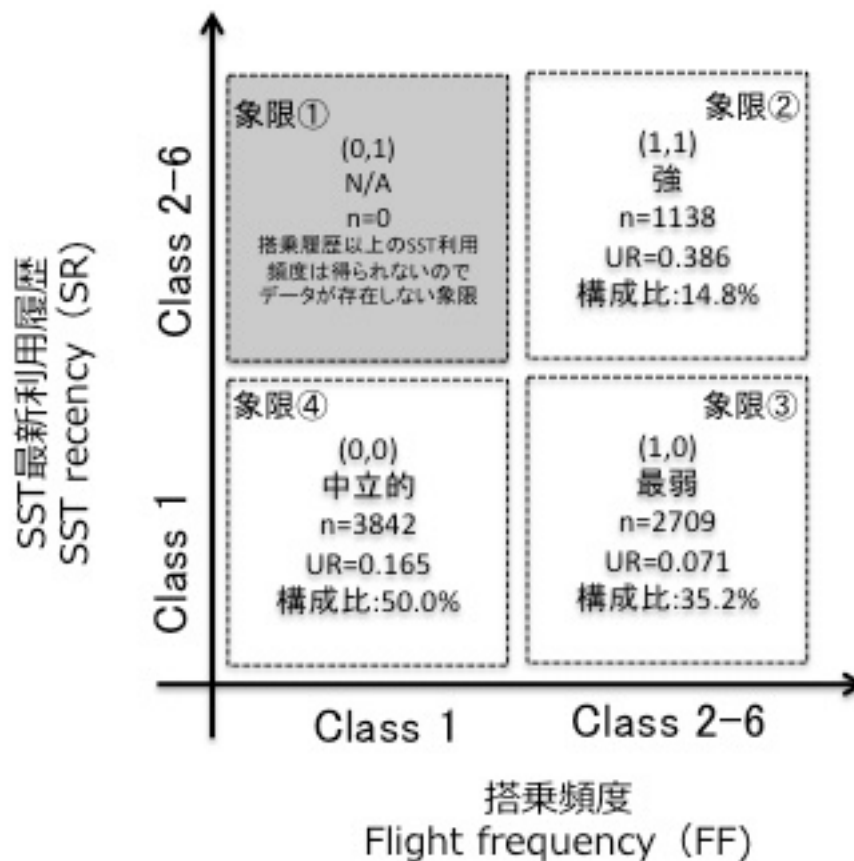 SST最新利用履歴
SST recency（SR）
Class 2-6
Class 1
象限①
(0,1)
N/A
n=0
搭乗履歴以上のSST利用
頻度は得られないので
データが存在しない象限
象限②
(1,1)
強
n=1138
UR=0.386
構成比:14.8%
象限④
(0,0)
中立的
n=3842
UR=0.165
構成比:50.0%
象限③
(1,0)
最弱
n=2709
UR=0.071
構成比:35.2%
Class 1
Class 2-6
搭乗頻度
Flight frequency（FF)